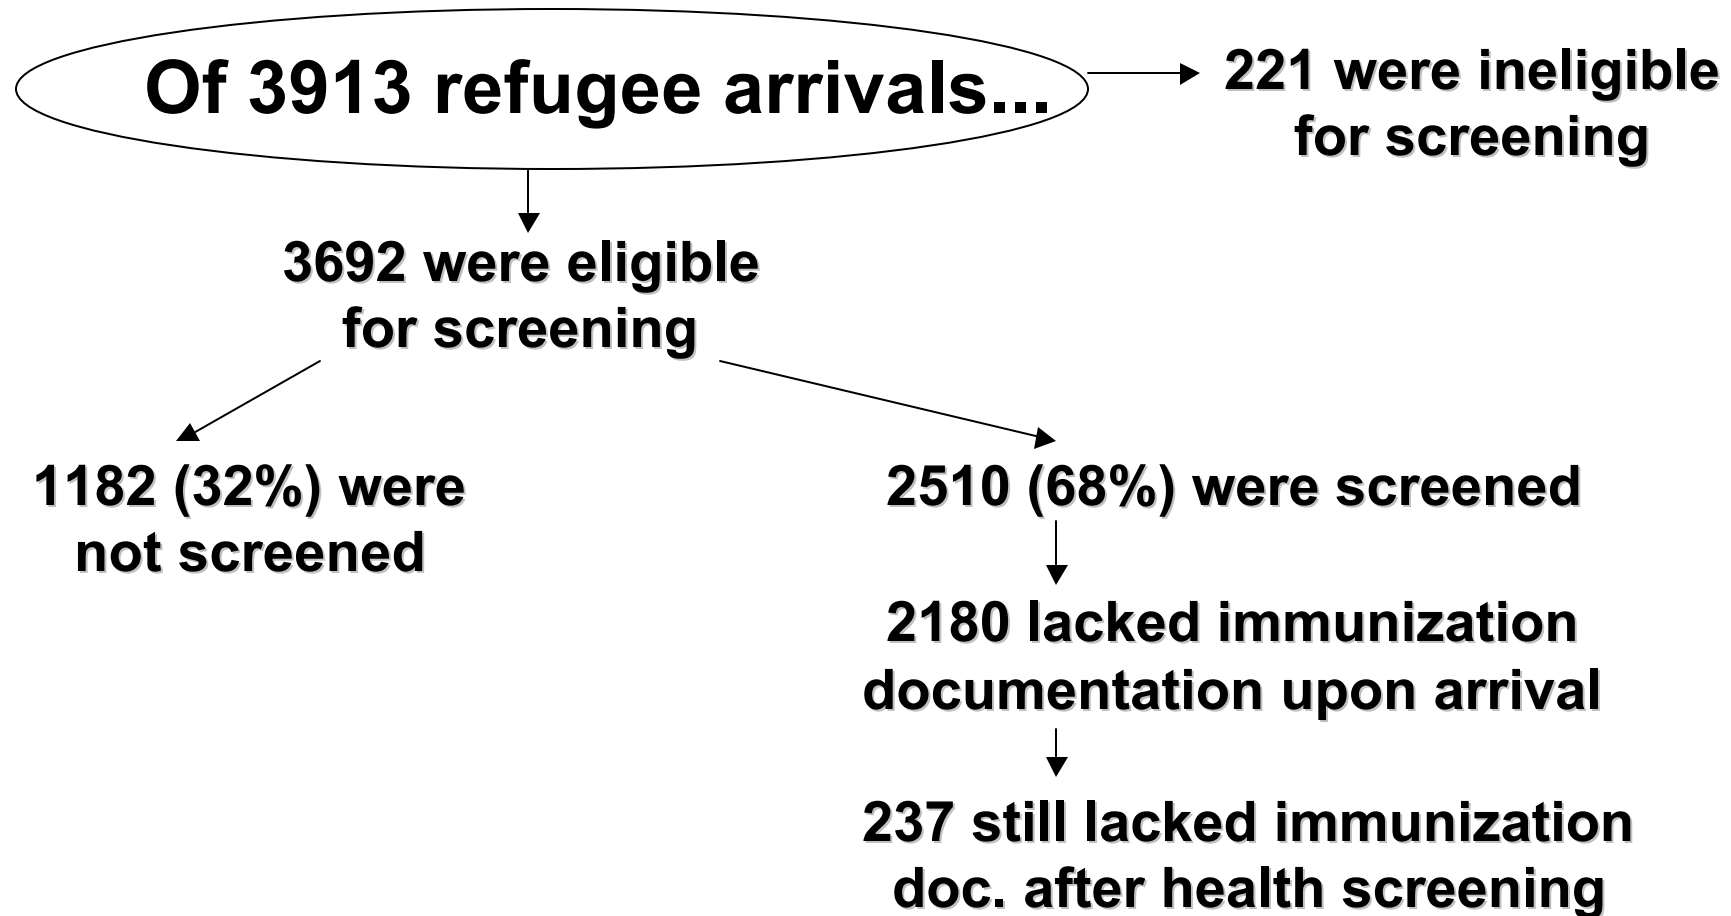 Of 3913 refugee arrivals...
221 were ineligible
for screening
3692 were eligible
for screening
1182 (32%) were
not screened
2510 (68%) were screened
2180 lacked immunization
documentation upon arrival
237 still lacked immunization
doc. after health screening